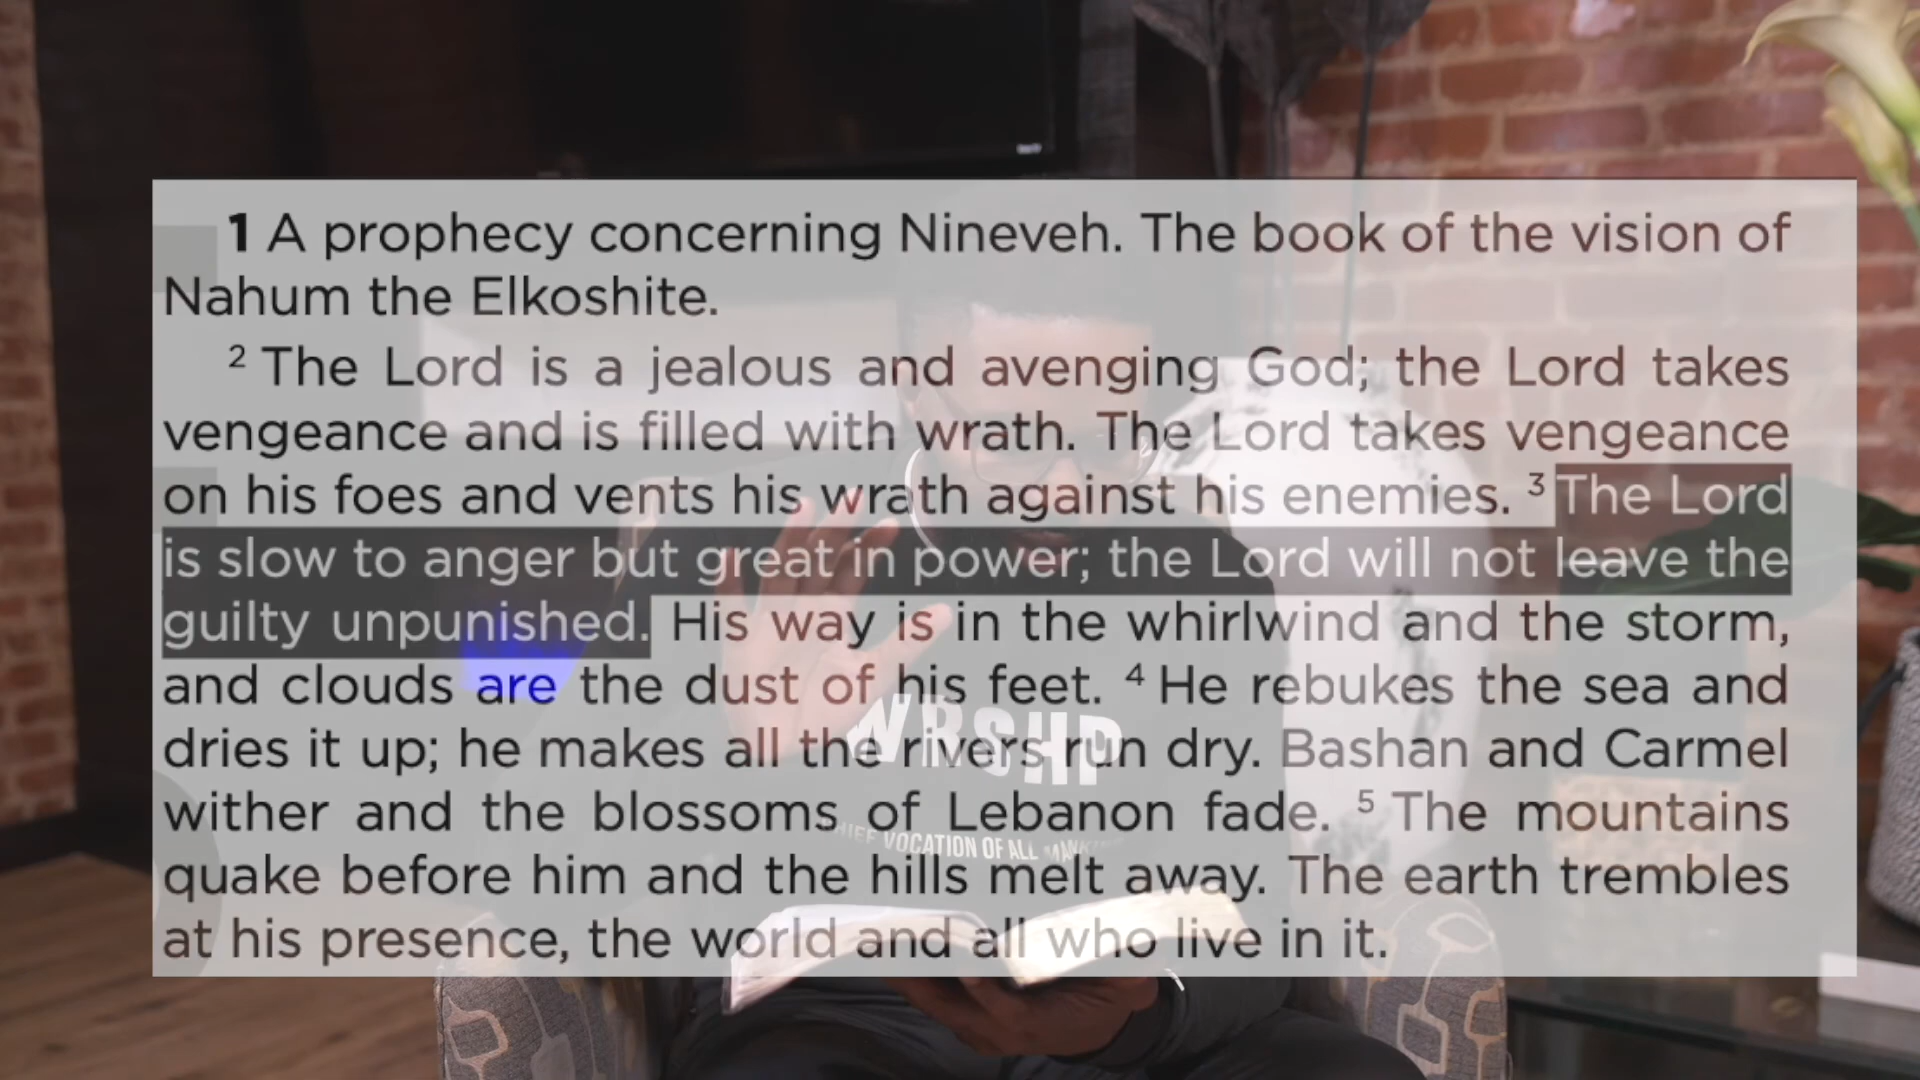 1 A prophecy concerning Nineveh. The book of the vision of
Nahum the Elkoshite.
2 The Lord is a jealous and avenging God; the Lord takes
vengeance and is filled with wrath. The Lord takes vengeance
on his foes and vents his wrath against his enemies. 3 The Lord
is slow to anger but great in power; the Lord will not leave the
guilty unpunished. His way is in the whirlwind and the storm,
and clouds are the dust of his feet. 4 He rebukes the sea and
dries it up; he makes all the rivers run dry. Bashan and Carmel
wither and the blossoms of Lebanon fade. 5 The mountains
quake before him and the hills melt away. The earth trembles
at his presence, the world and all who live in it.
WRSHP
VOCATION OF ALL